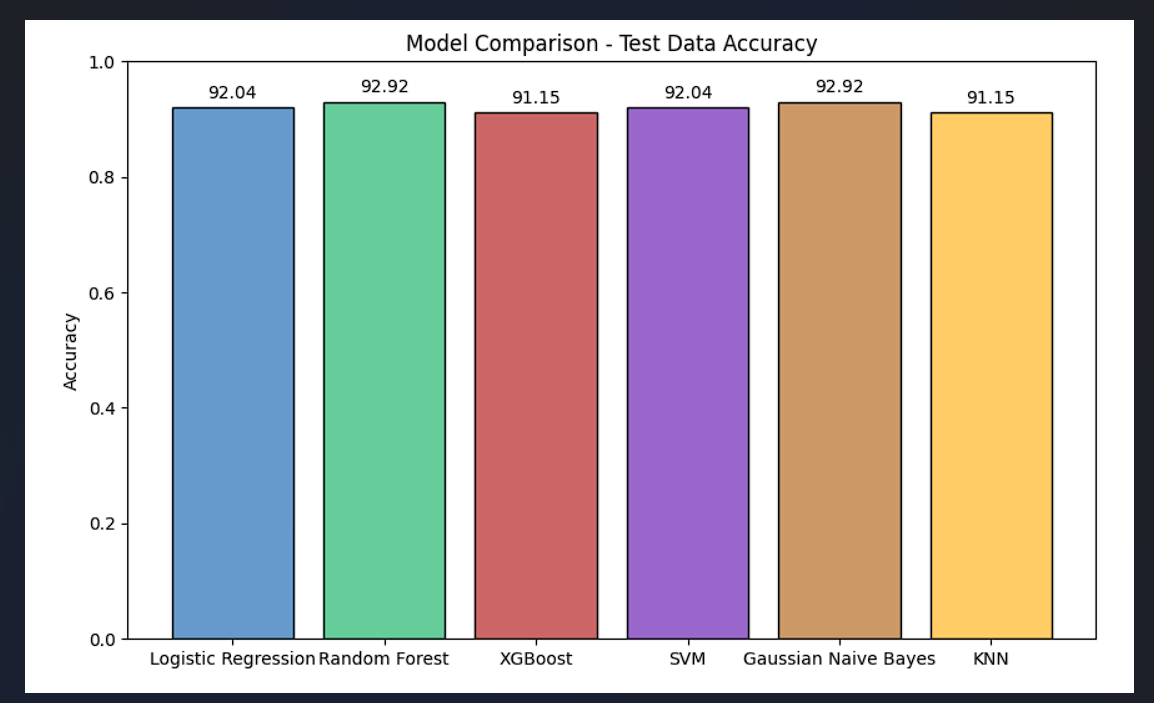 Model Comparison - Test Data Accuracy
1.0
0.8
0.6
0.4
0.2
0.0
Accuracy
92.04
92.92
91.15
92.04
92.92
91.15
Logistic Regression
Random Forest
XGBoost
SVM
Gaussian Naive Bayes
KNN